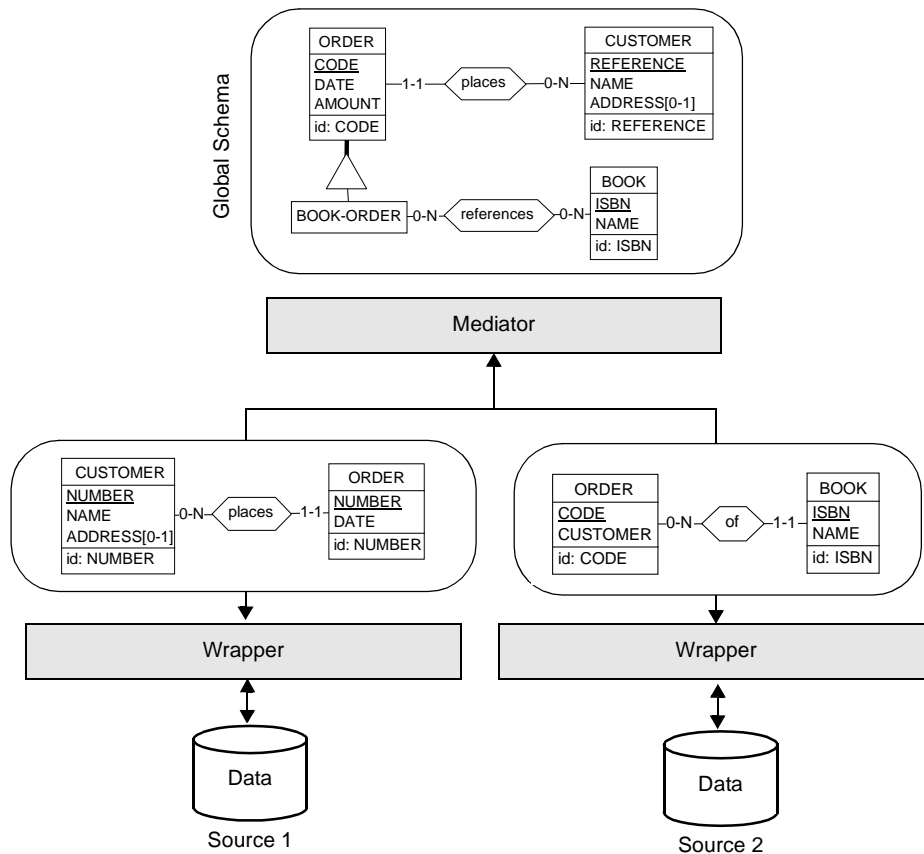 Global Schema
ORDER
CODE
DATE
AMOUNT
id: CODE
1-1
places
0-N
CUSTOMER
REFERENCE
NAME
ADDRESS[0-1]
id: REFERENCE
BOOK-ORDER
0-N
references
0-N
BOOK
ISBN
NAME
id: ISBN
Mediator
CUSTOMER
NUMBER
NAME
ADDRESS[0-1]
id: NUMBER
0-N
places
1-1
ORDER
NUMBER
DATE
id: NUMBER
ORDER
CODE
CUSTOMER
id: CODE
0-N
of
1-1
BOOK
ISBN
NAME
id: ISBN
Wrapper
Wrapper
Data
Data
Source 1
Source 2